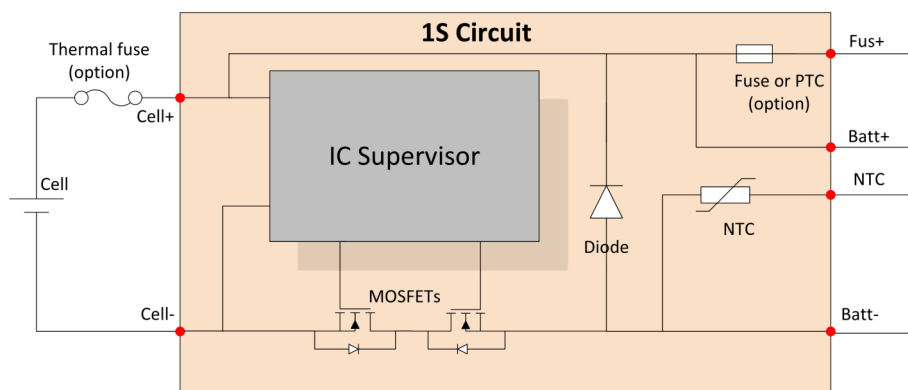 1S Circuit
Thermal fuse
(option)
Fus+
Fuse or PTC
(option)
Cell+
Batt+
IC Supervisor
Cell
NTC
NTC
Diode
MOSFETs
Cell-
Batt-